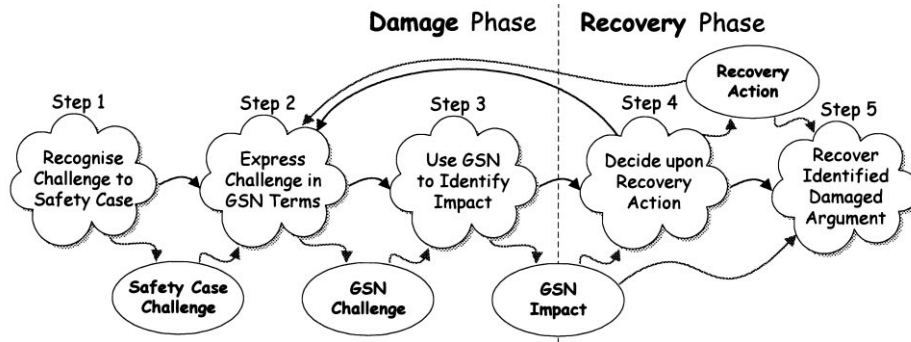 Damage Phase
Recovery Phase
Recovery
Action
Step 1
Step 2
Step 3
Step 4
Step 5
Recognise
Challenge to
Safety Case
Express
Challenge in
GSN Terms
Use GSN
to Identify
Impact
Decide upon
Recovery
Action
Recover
Identified
Damaged
Argument
Safety Case
Challenge
GSN
Challenge
GSN
Impact